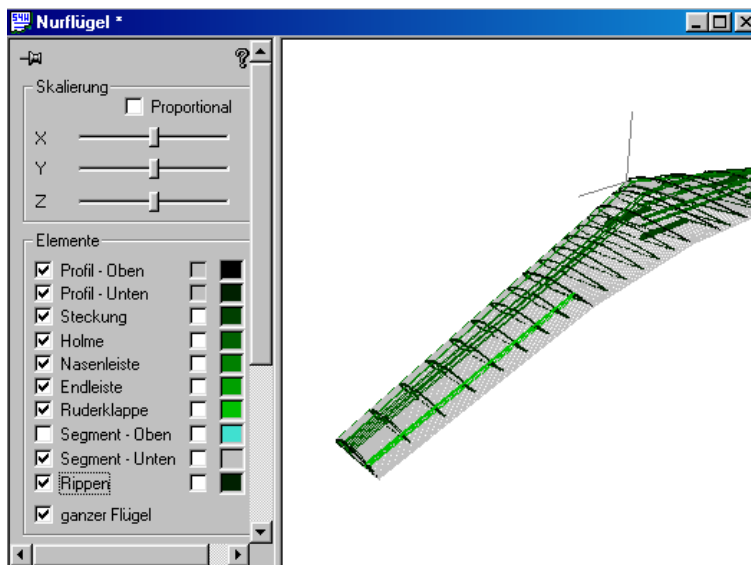 Nurflügel *
Skalierung
Proportional
X
Y
Z
Elemente
Profil - Oben
Profil - Unten
Steckung
Holme
Nasenleiste
Endleiste
Ruderklappe
Segment - Oben
Segment - Unten
Rippen
ganzer Flügel